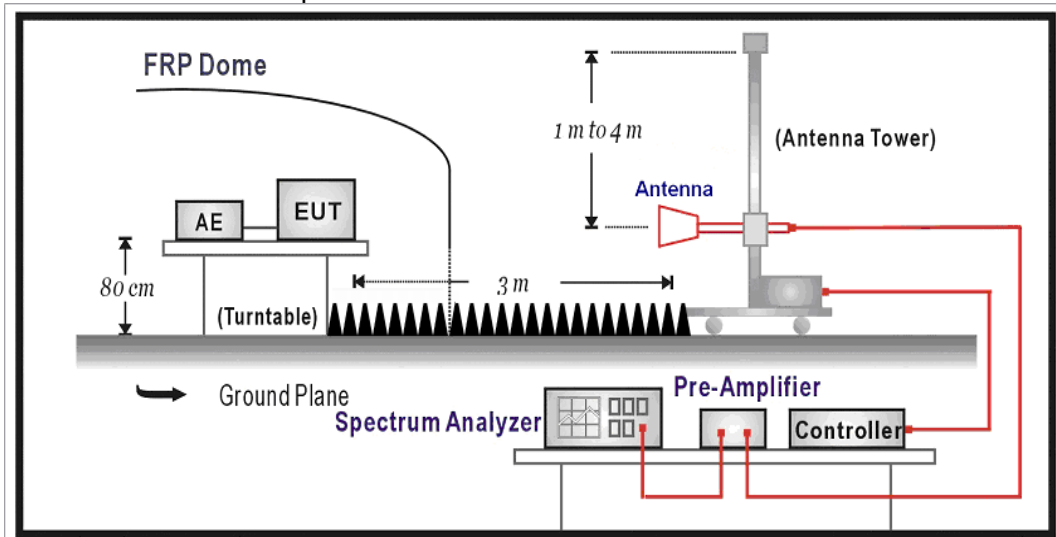 FRP Dome
1 m to 4 m
(Antenna Tower)
Antenna
AE
EUT
80 cm
3 m
(Turntable)
Ground Plane
Pre-Amplifier
Spectrum Analyzer
Controller